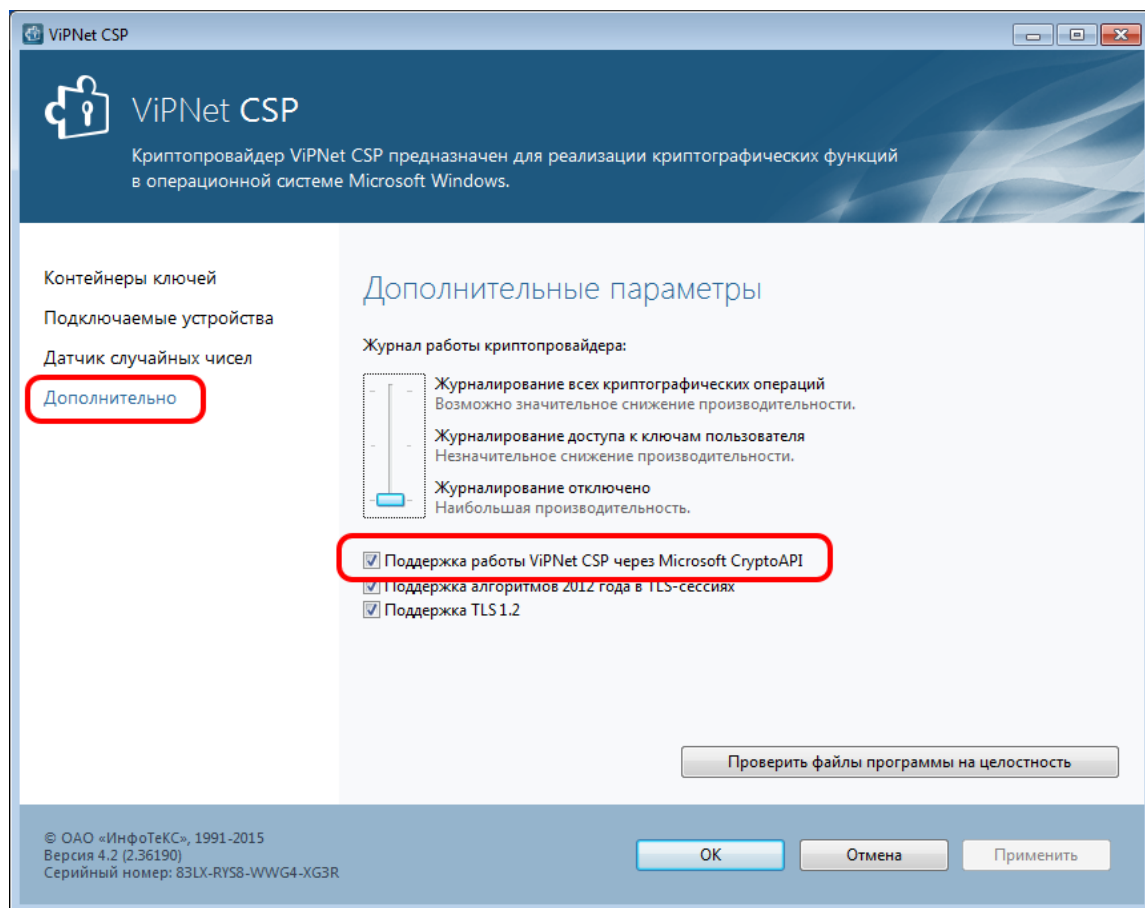 ViPNet CSP
ViPNet CSP
Криптопровайдер ViPNet CSP предназначен для реализации криптографических функций
в операционной системе Microsoft Windows.
Контейнеры ключей
Подключаемые устройства
Датчик случайных чисел
Дополнительно
Дополнительные параметры
Журнал работы криптопровайдера:
Журналирование всех криптографических операций
Возможно значительное снижение производительности.
Журналирование доступа к ключам пользователя
Незначительное снижение производительности.
Журналирование отключено
Наибольшая производительность.
Поддержка работы ViPNet CSP через Microsoft CryptoAPI
Поддержка алгоритмов 2012 года в TLS-сессиях
Поддержка TLS 1.2
Проверить файлы программы на целостность
© ОАО «ИнфоТеКС», 1991-2015
Версия 4.2 (2.36190)
Серийный номер: 83LX-RYS8-WWG4-XG3R
OK
Отмена
Применить